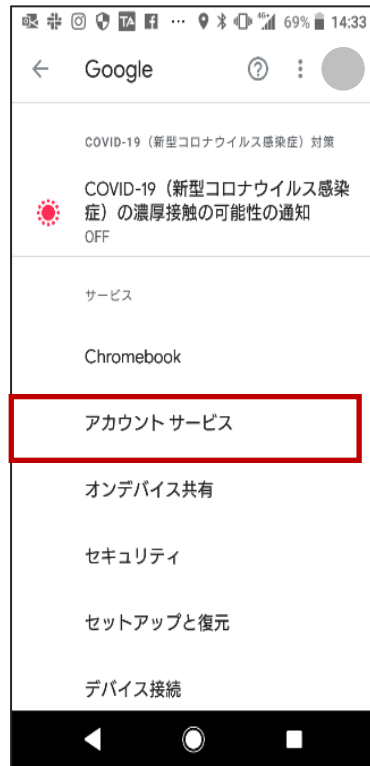 46+ 69% 14:33
Google
COVID-19（新型コロナウイルス感染症）対策
COVID-19（新型コロナウイルス感染
症）の濃厚接触の可能性の通知
OFF
サービス
Chromebook
アカウント サービス
オンデバイス共有
セキュリティ
セットアップと復元
デバイス接続